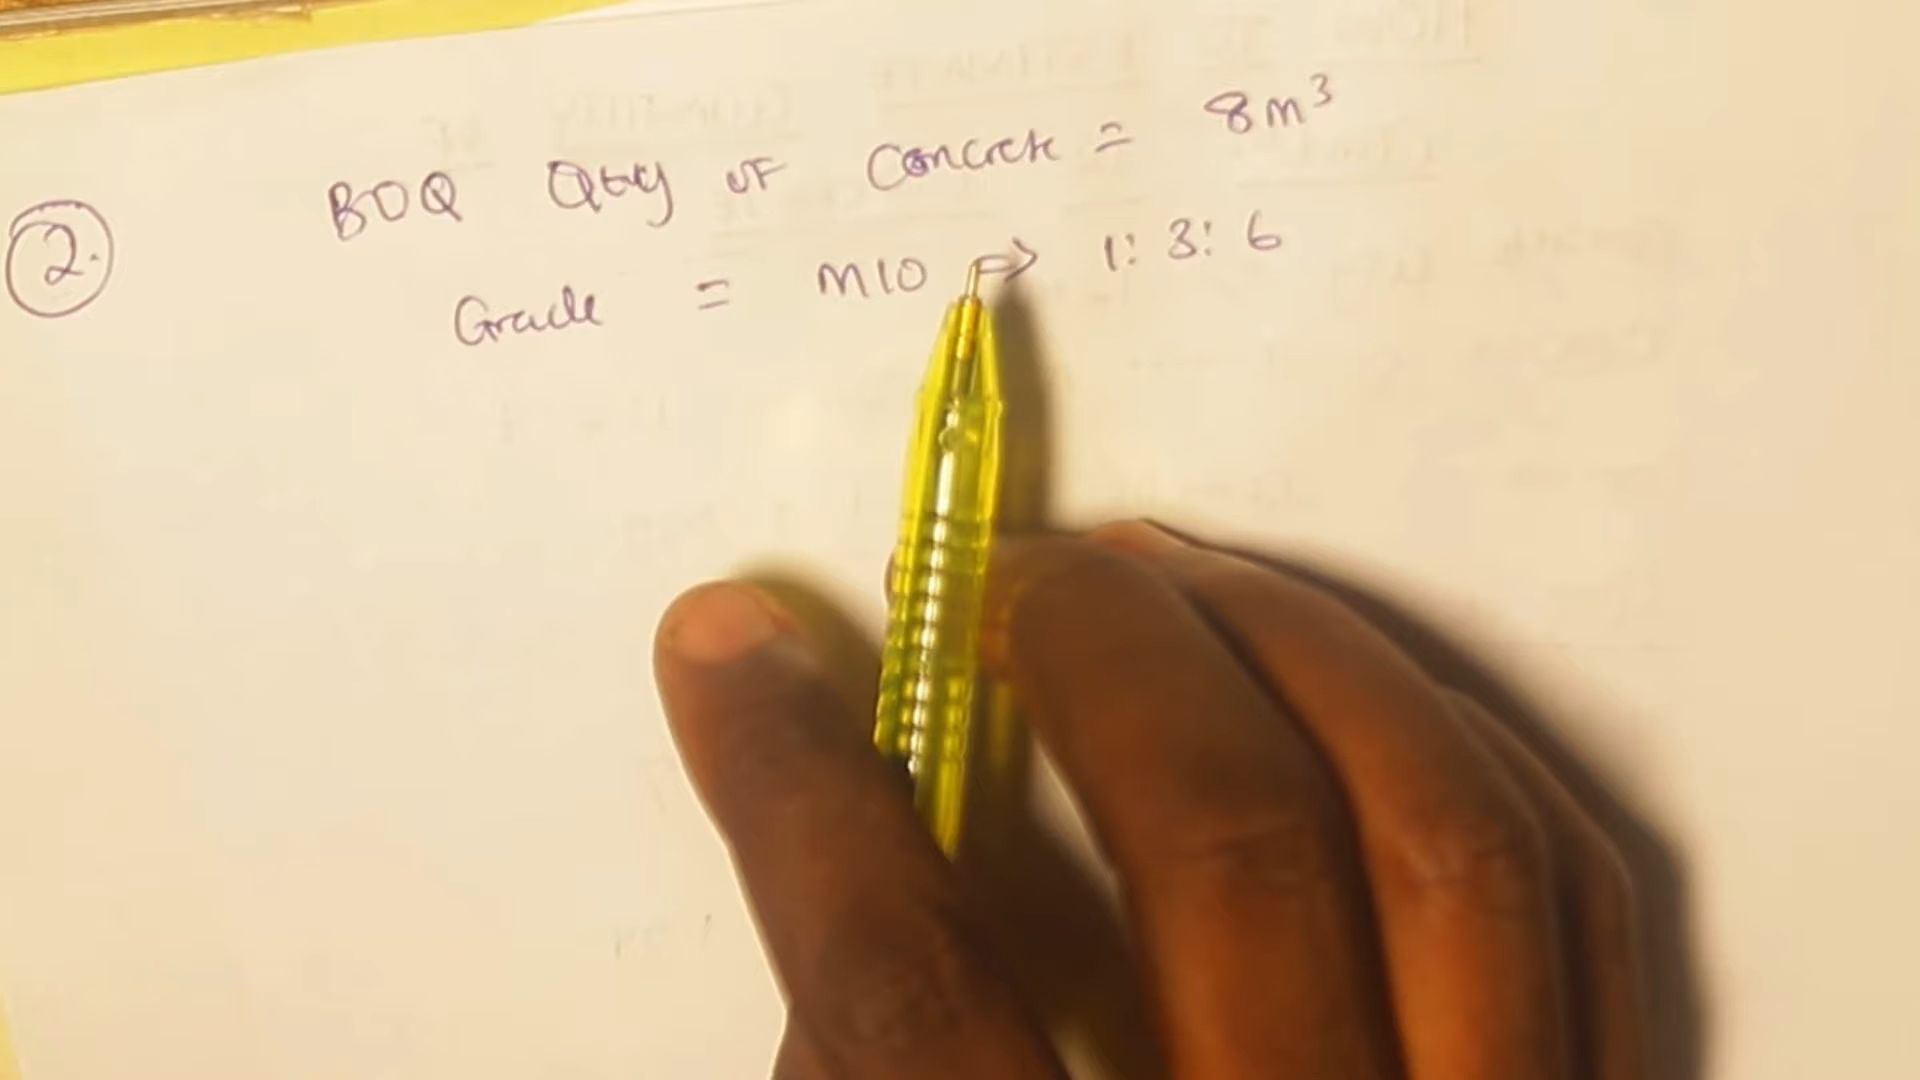 2.
BOQ Qty of Concrete = 8m³
Grade = M10 ⇒ 1:3:6